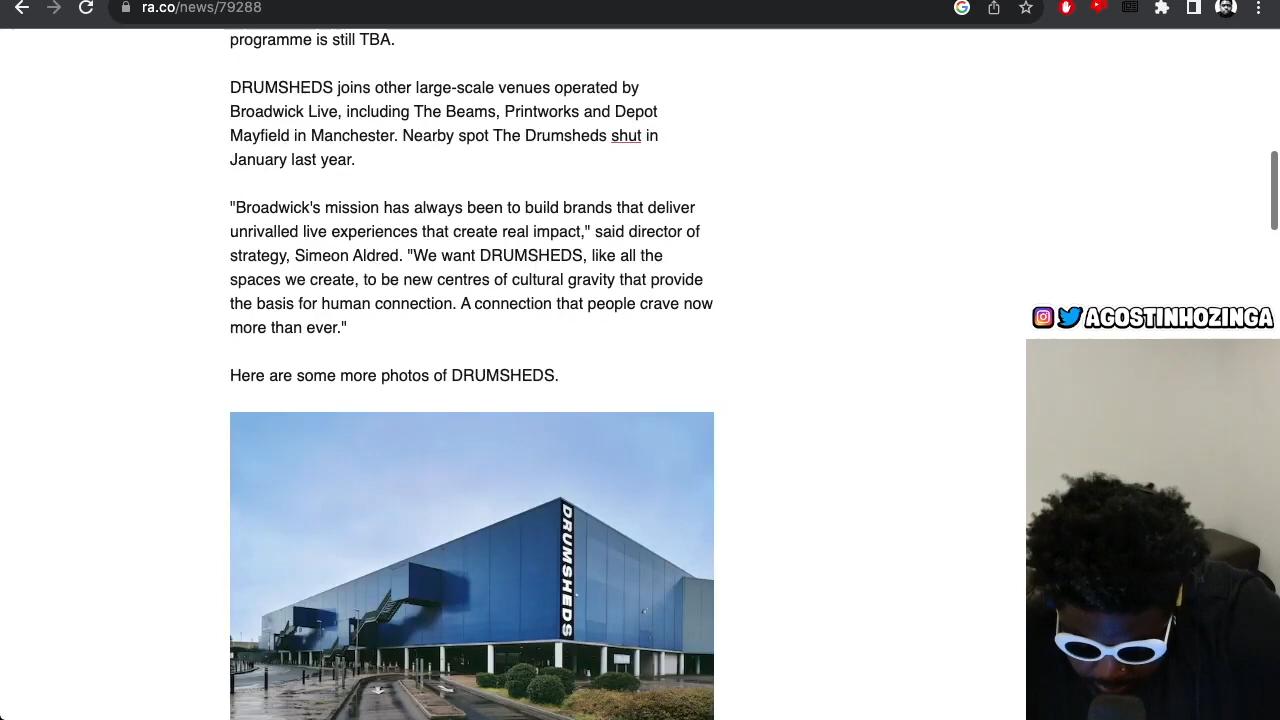 ra.co/news/79288
programme is still TBA.
DRUMSHEDS joins other large-scale venues operated by
Broadwick Live, including The Beams, Printworks and Depot
Mayfield in Manchester. Nearby spot The Drumsheds shut in
January last year.
"Broadwick's mission has always been to build brands that deliver
unrivalled live experiences that create real impact," said director of
strategy, Simeon Aldred. "We want DRUMSHEDS, like all the
spaces we create, to be new centres of cultural gravity that provide
the basis for human connection. A connection that people crave now
more than ever."
AGOSTINHOZINGA
Here are some more photos of DRUMSHEDS.
DRUMSHEDS